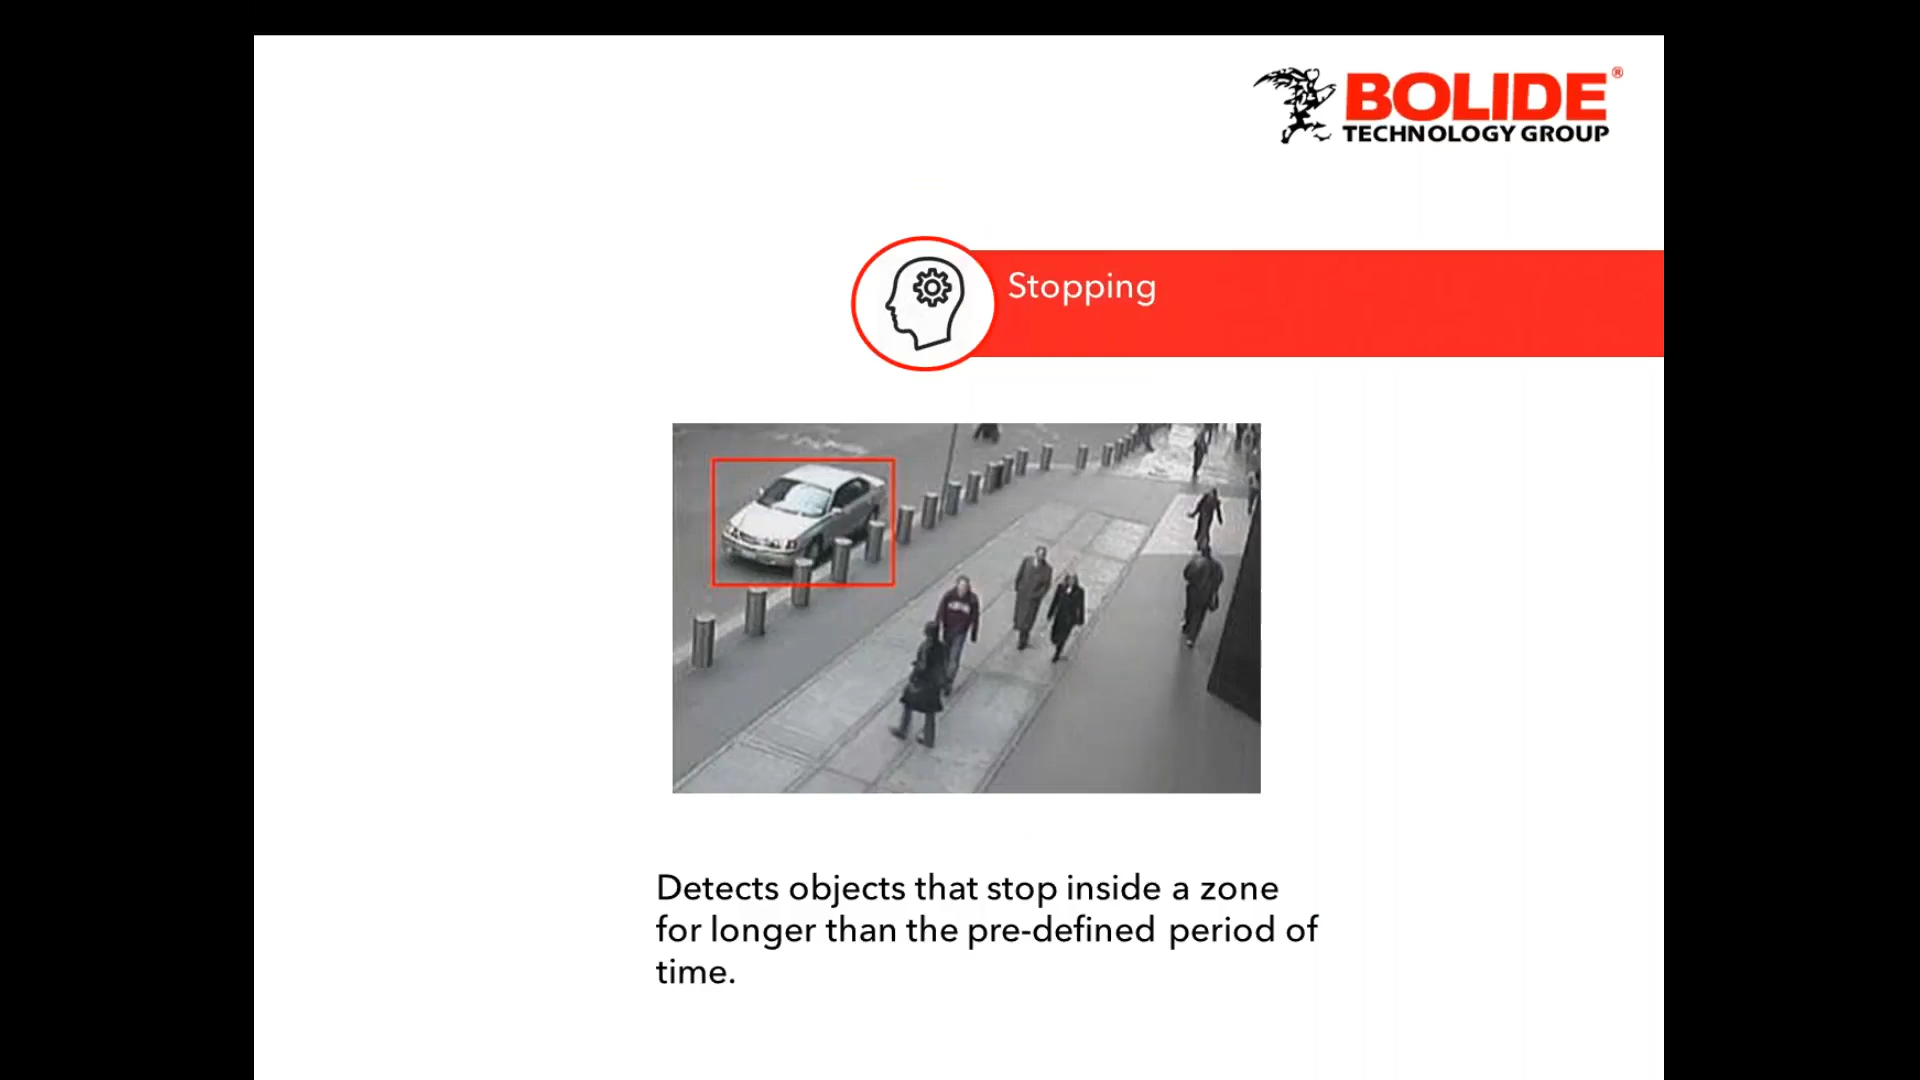 BOLIDE®
TECHNOLOGY GROUP
Stopping
Detects objects that stop inside a zone
for longer than the pre-defined period of
time.